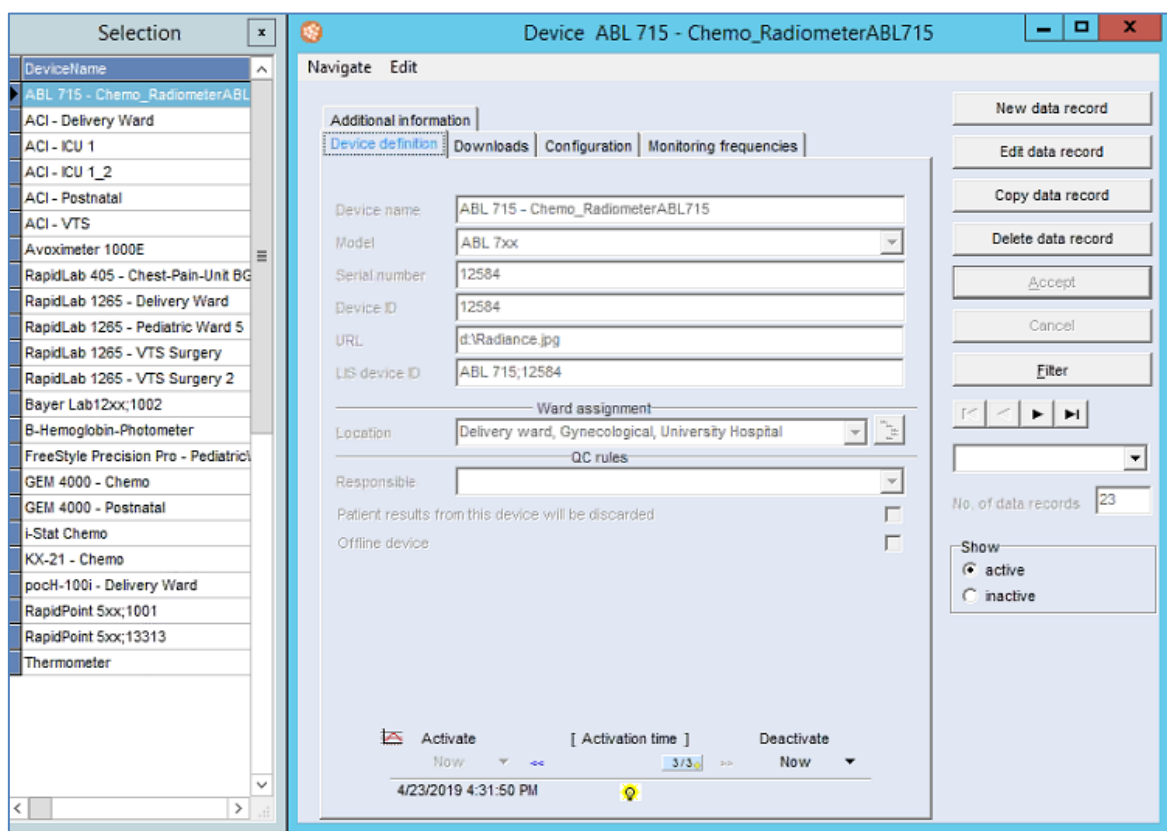 Selection
x
DeviceName
ABL 715 - Chemo_RadiometerABL
ACI - Delivery Ward
ACI - ICU 1
ACI - ICU 1_2
ACI - Postnatal
ACI - VTS
Avoximeter 1000E
RapidLab 405 - Chest-Pain-Unit BG
RapidLab 1265 - Delivery Ward
RapidLab 1265 - Pediatric Ward 5
RapidLab 1265 - VTS Surgery
RapidLab 1265 - VTS Surgery 2
Bayer Lab12xx;1002
B-Hemoglobin-Photometer
FreeStyle Precision Pro - Pediatric
GEM 4000 - Chemo
GEM 4000 - Postnatal
i-Stat Chemo
KX-21 - Chemo
pocH-100i - Delivery Ward
RapidPoint 5xx;1001
RapidPoint 5xx;13313
Thermometer
Device ABL 715 - Chemo_RadiometerABL715
x
Navigate Edit
Additional information
Device definition Downloads Configuration Monitoring frequencies
Device name ABL 715 - Chemo_RadiometerABL715
Model ABL 7xx
Serial number 12584
Device ID 12584
URL d:\Radiance.jpg
LIS device ID ABL 715;12584
Ward assignment
Location Delivery ward, Gynecological, University Hospital
QC rules
Responsible
Patient results from this device will be discarded
Offline device
Activate [ Activation time ] Deactivate
Now << 3/3 >> Now
4/23/2019 4:31:50 PM
New data record
Edit data record
Copy data record
Delete data record
Accept
Cancel
Filter
No. of data records 23
Show
active
inactive